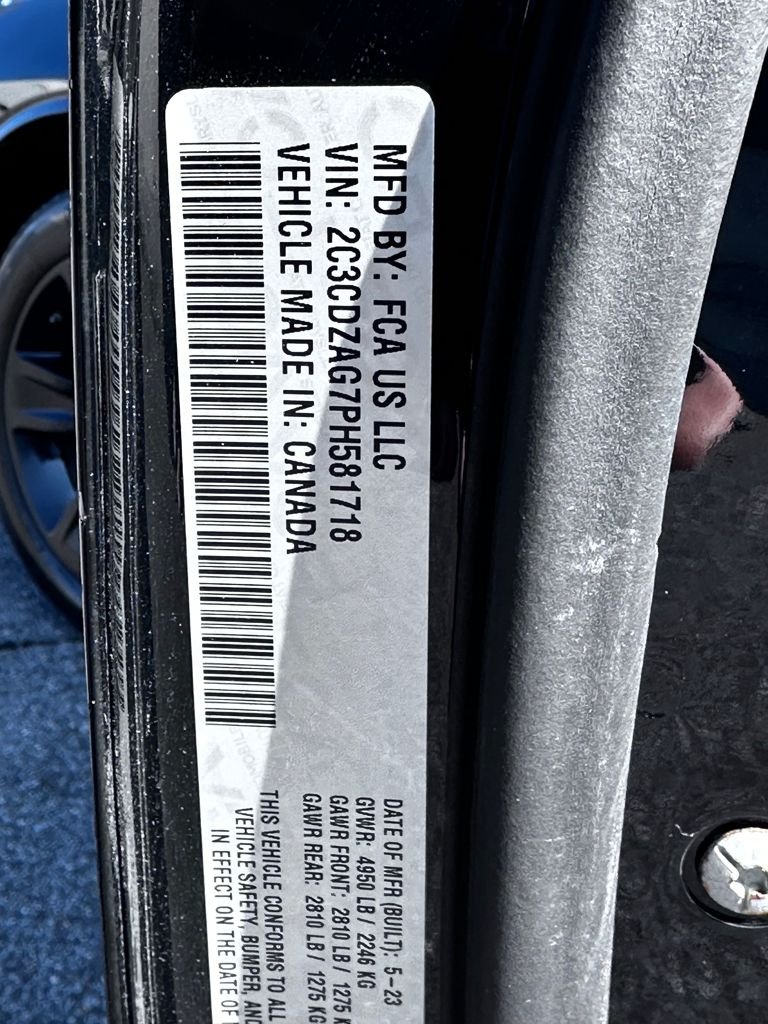 MFD BY: FCA US LLC
VIN: 2C3CDZAG7PH581718
VEHICLE MADE IN: CANADA
DATE OF MFR (BUILT): 5-23
GVWR: 4950 LB / 2246 KG
GAWR FRONT: 2810 LB / 1275 K
GAWR REAR: 2810 LB / 1275 KG
THIS VEHICLE CONFORMS TO ALL
VEHICLE SAFETY, BUMPER, AND
IN EFFECT ON THE DATE OF